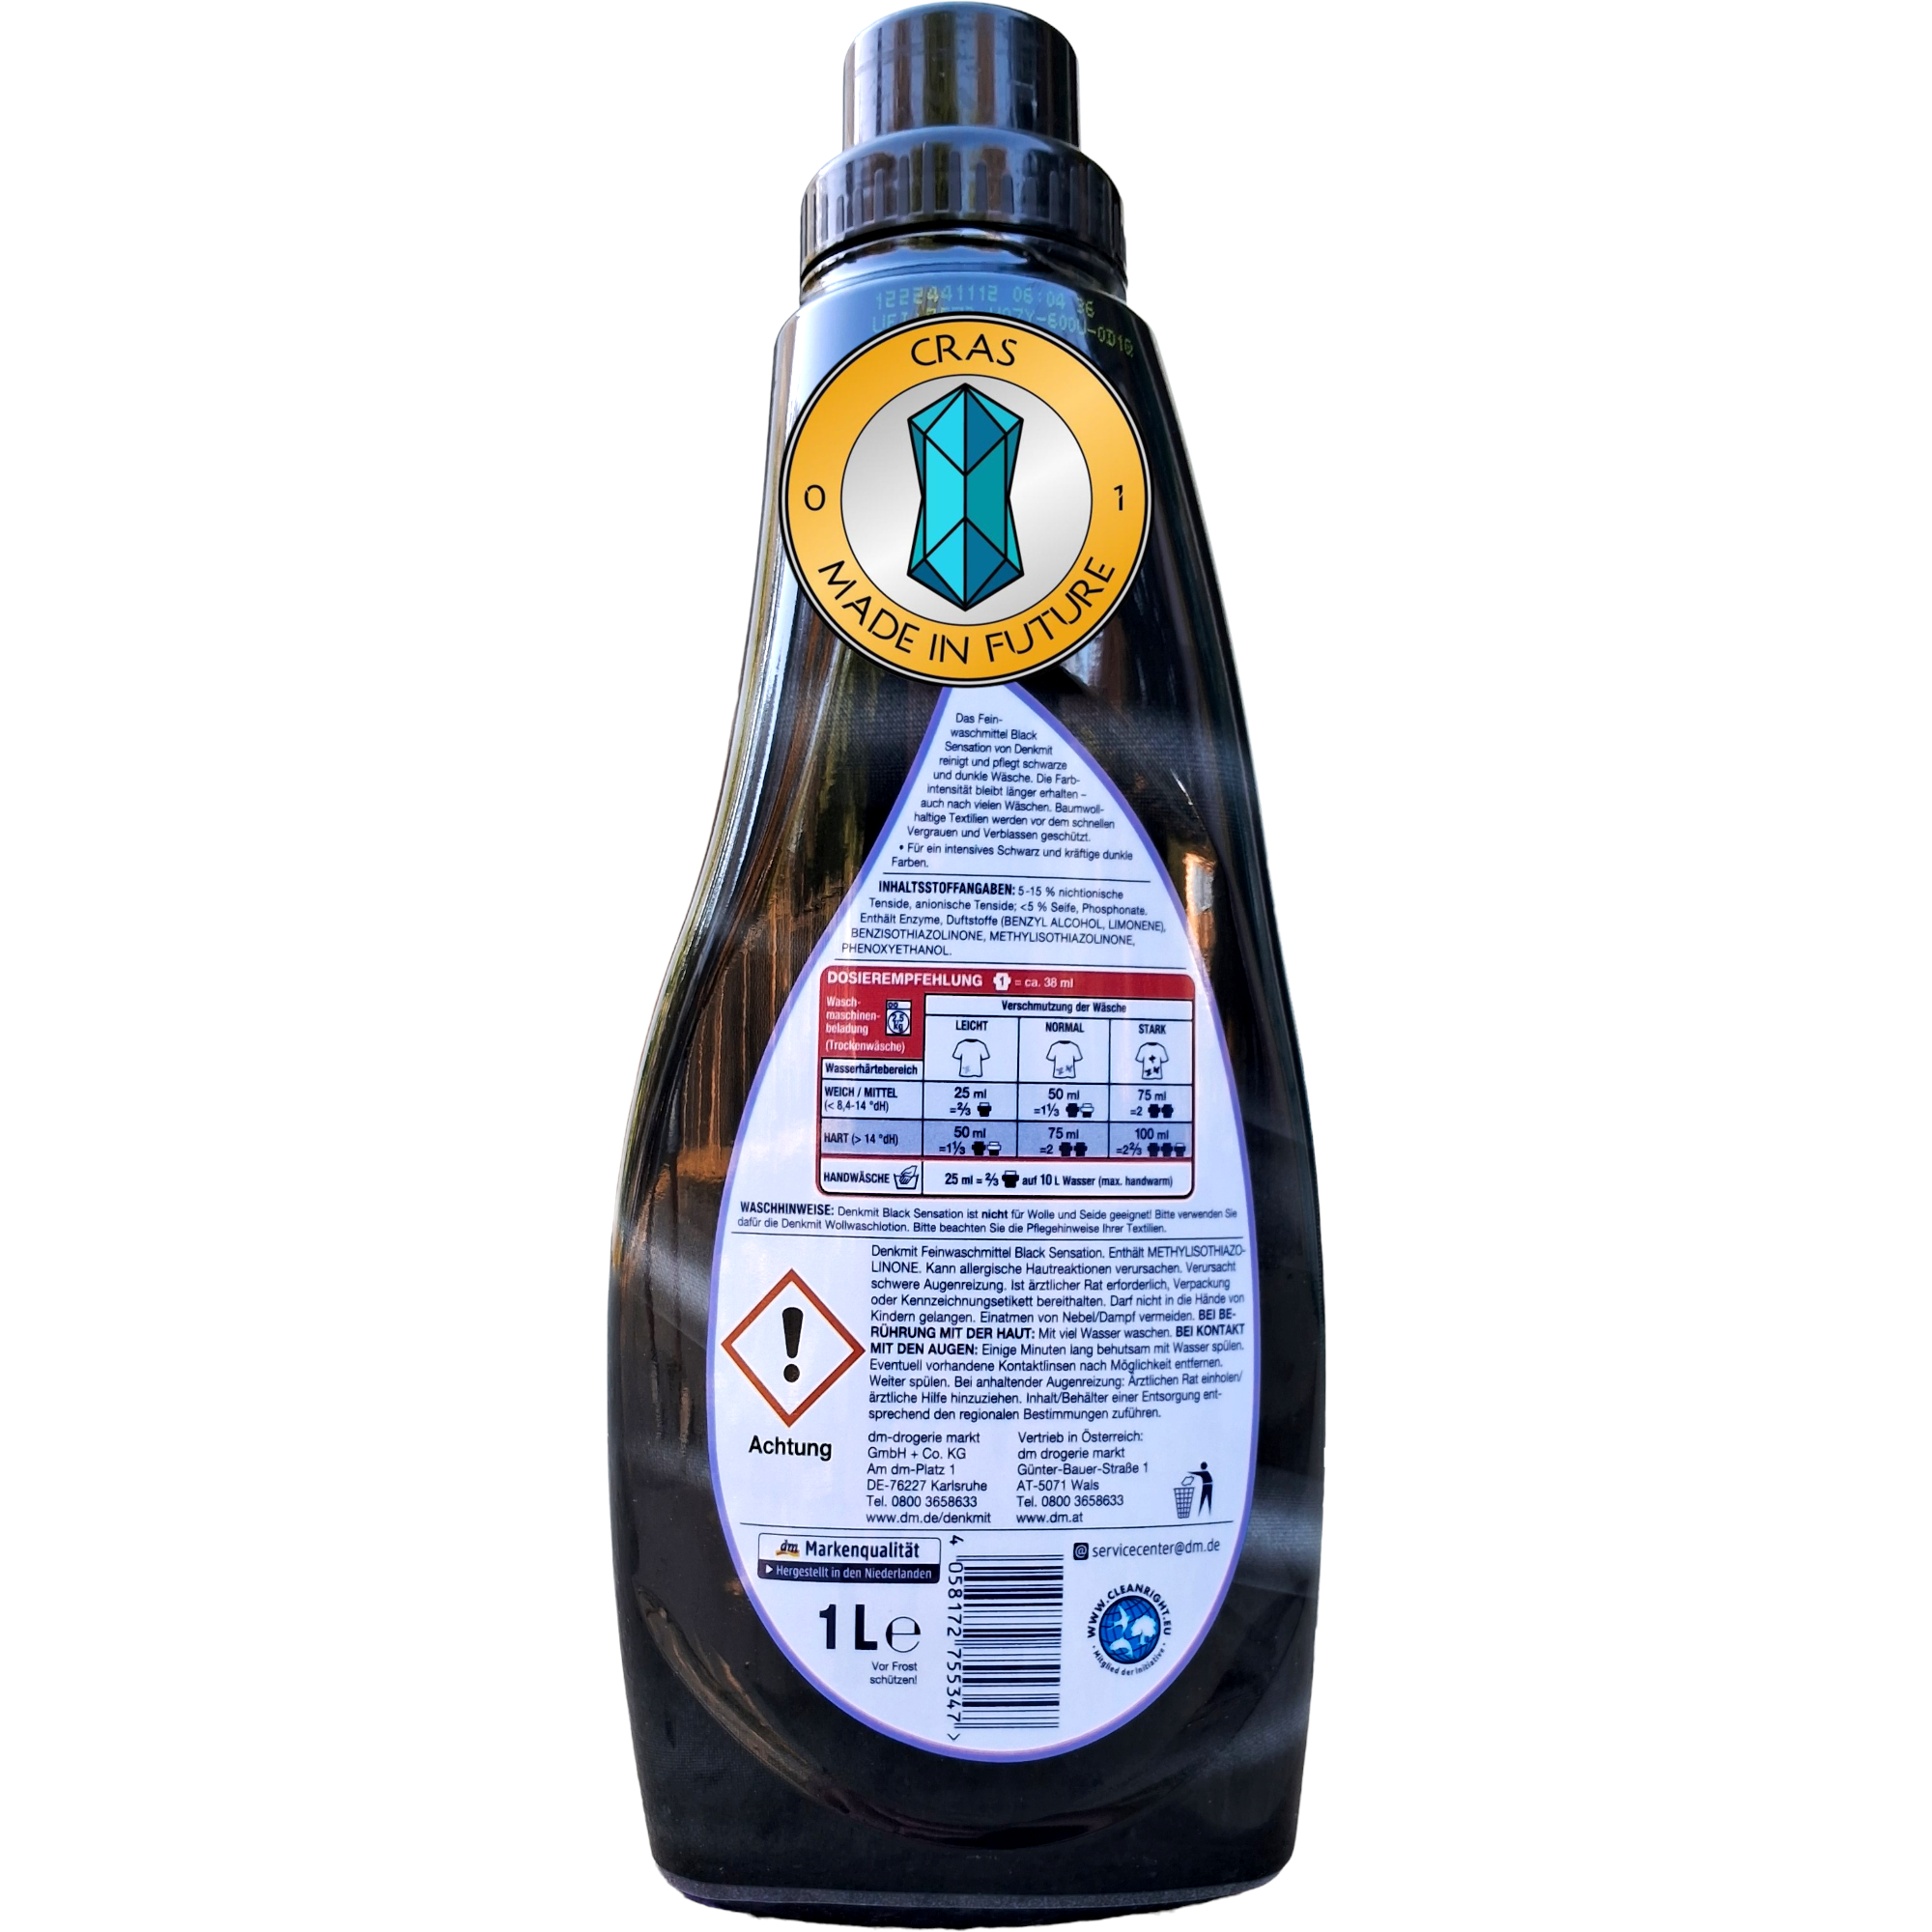 1222441112 06:04 36
-0D10
CRAS
0 1
MADE IN FUTURE
Das Fein-
waschmittel Black
Sensation von Denkmit
reinigt und pflegt schwarze
und dunkle Wäsche. Die Farb-
intensität bleibt länger erhalten –
auch nach vielen Wäschen. Baumwoll-
haltige Textilien werden vor dem schnellen
Vergrauen und Verblassen geschützt.
• Für ein intensives Schwarz und kräftige dunkle
Farben.
INHALTSSTOFFANGABEN: 5-15 % nichtionische
Tenside, anionische Tenside; <5 % Seife, Phosphonate.
Enthält Enzyme, Duftstoffe (BENZYL ALCOHOL, LIMONENE),
BENZISOTHIAZOLINONE, METHYLISOTHIAZOLINONE,
PHENOXYETHANOL.
DOSIEREMPFEHLUNG 1 = ca. 38 ml
Wasch-
maschinen-
beladung
(Trockenwäsche)
2,5
kg
Verschmutzung der Wäsche
LEICHT NORMAL STARK
Wasserhärtebereich
WEICH / MITTEL
(< 8,4-14 °dH)
25 ml 50 ml 75 ml
=⅔ =1⅓ =2
HART (> 14 °dH)
50 ml 75 ml 100 ml
=1⅓ =2 =2⅔
HANDWÄSCHE 25 ml = ⅔ auf 10 L Wasser (max. handwarm)
WASCHHINWEISE: Denkmit Black Sensation ist nicht für Wolle und Seide geeignet! Bitte verwenden Sie
dafür die Denkmit Wollwaschlotion. Bitte beachten Sie die Pflegehinweise Ihrer Textilien.
Denkmit Feinwaschmittel Black Sensation. Enthält METHYLISOTHIAZO-
LINONE. Kann allergische Hautreaktionen verursachen. Verursacht
schwere Augenreizung. Ist ärztlicher Rat erforderlich, Verpackung
oder Kennzeichnungsetikett bereithalten. Darf nicht in die Hände von
Kindern gelangen. Einatmen von Nebel/Dampf vermeiden. BEI BE-
RÜHRUNG MIT DER HAUT: Mit viel Wasser waschen. BEI KONTAKT
MIT DEN AUGEN: Einige Minuten lang behutsam mit Wasser spülen.
Eventuell vorhandene Kontaktlinsen nach Möglichkeit entfernen.
Weiter spülen. Bei anhaltender Augenreizung: Ärztlichen Rat einholen/
ärztliche Hilfe hinzuziehen. Inhalt/Behälter einer Entsorgung ent-
sprechend den regionalen Bestimmungen zuführen.
Achtung
dm-drogerie markt
GmbH + Co. KG
Am dm-Platz 1
DE-76227 Karlsruhe
Tel. 0800 3658633
www.dm.de/denkmit
Vertrieb in Österreich:
dm drogerie markt
Günter-Bauer-Straße 1
AT-5071 Wals
Tel. 0800 3658633
www.dm.at
dm Markenqualität
Hergestellt in den Niederlanden
1 L e
Vor Frost
schützen!
4 058172 755347 >
@ servicecenter@dm.de
WWW.CLEANRIGHT.EU
• Mitglied der Initiative •